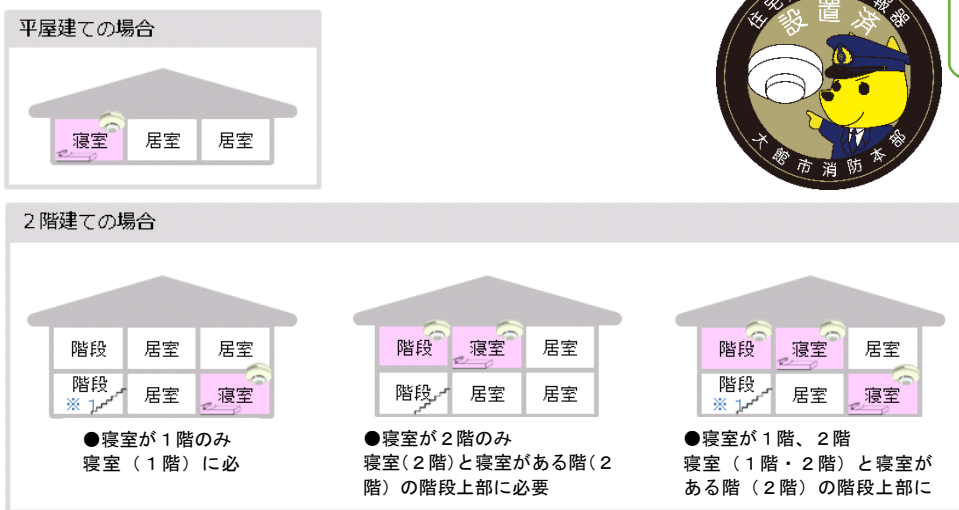 平屋建ての場合
寝室 居室 居室
設置済
大館市消防本部
２階建ての場合
階段 居室 居室
階段 居室 寝室
※１
階段 寝室 居室
階段 居室 居室
階段 寝室 居室
階段 居室 寝室
※１
●寝室が１階のみ
寝室（１階）に必
●寝室が２階のみ
寝室（２階）と寝室がある階（２
階）の階段上部に必要
●寝室が１階、２階
寝室（１階・２階）と寝室が
ある階（２階）の階段上部に